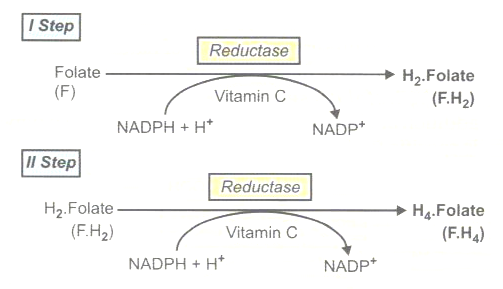 I Step
Reductase
Folate
(F)
H₂.Folate
(F.H₂)
Vitamin C
NADPH + H⁺
NADP⁺
II Step
Reductase
H₂.Folate
(F.H₂)
H₄.Folate
(F.H₄)
Vitamin C
NADPH + H⁺
NADP⁺